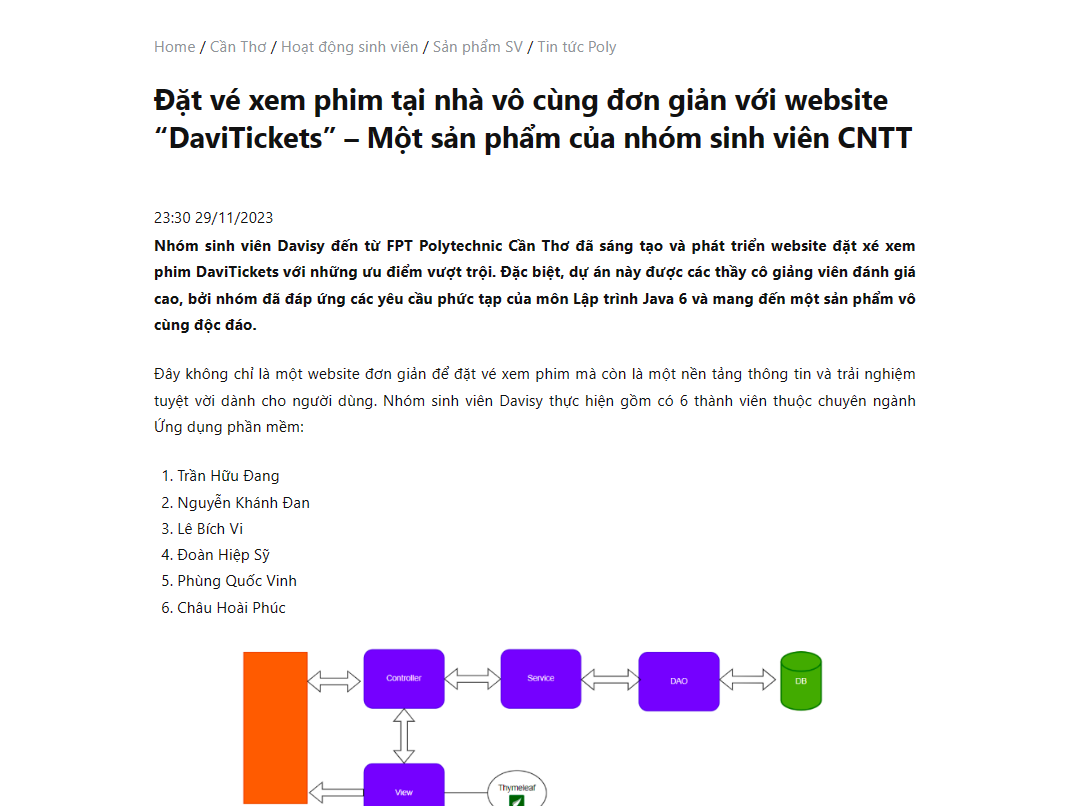 Home / Cần Thơ / Hoạt động sinh viên / Sản phẩm SV / Tin tức Poly
Đặt vé xem phim tại nhà vô cùng đơn giản với website
“DaviTickets” – Một sản phẩm của nhóm sinh viên CNTT
23:30 29/11/2023
Nhóm sinh viên Davisy đến từ FPT Polytechnic Cần Thơ đã sáng tạo và phát triển website đặt xé xem
phim DaviTickets với những ưu điểm vượt trội. Đặc biệt, dự án này được các thầy cô giảng viên đánh giá
cao, bởi nhóm đã đáp ứng các yêu cầu phức tạp của môn Lập trình Java 6 và mang đến một sản phẩm vô
cùng độc đáo.
Đây không chỉ là một website đơn giản để đặt vé xem phim mà còn là một nền tảng thông tin và trải nghiệm
tuyệt vời dành cho người dùng. Nhóm sinh viên Davisy thực hiện gồm có 6 thành viên thuộc chuyên ngành
Ứng dụng phần mềm:
1. Trần Hữu Đang
2. Nguyễn Khánh Đan
3. Lê Bích Vi
4. Đoàn Hiệp Sỹ
5. Phùng Quốc Vinh
6. Châu Hoài Phúc
Controller
Service
DAO
DB
View
Thymeleaf